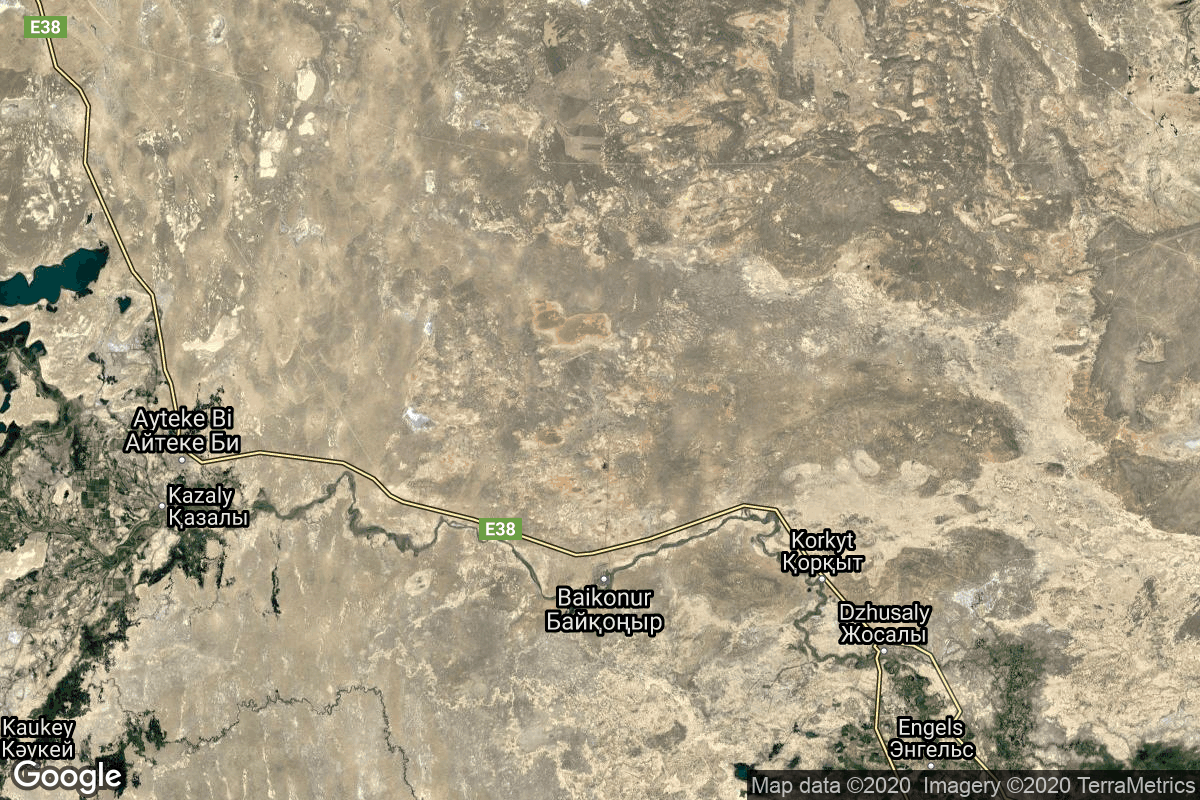 E38
Ayteke Bi
Айтеке Би
Kazaly
Қазалы
E38
Korkyt
Қорқыт
Baikonur
Байқоңыр
Dzhusaly
Жосалы
Kaukey
Кәукей
Engels
Энгельс
Google
Map data ©2020 Imagery ©2020 TerraMetrics